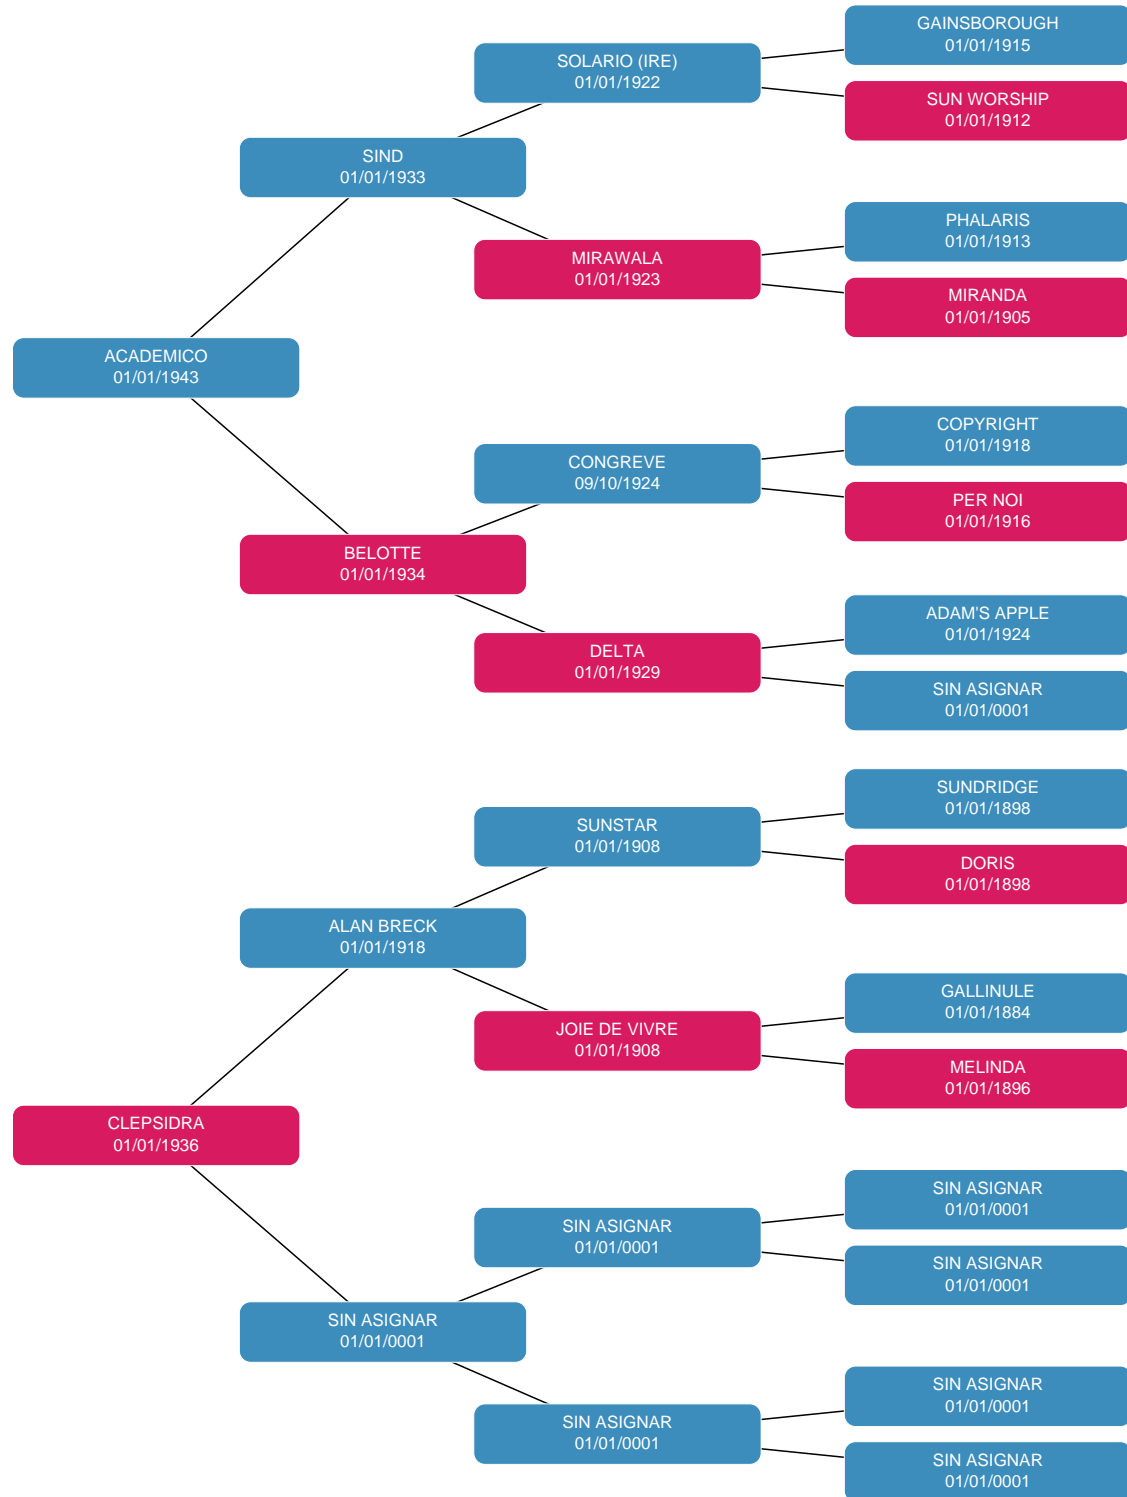 GAINSBOROUGH
01/01/1915
SOLARIO (IRE)
01/01/1922
SUN WORSHIP
01/01/1912
SIND
01/01/1933
PHALARIS
01/01/1913
MIRAWALA
01/01/1923
MIRANDA
01/01/1905
ACADEMICO
01/01/1943
COPYRIGHT
01/01/1918
CONGREVE
09/10/1924
PER NOI
01/01/1916
BELOTTE
01/01/1934
ADAM'S APPLE
01/01/1924
DELTA
01/01/1929
SIN ASIGNAR
01/01/0001
SUNDRIDGE
01/01/1898
SUNSTAR
01/01/1908
DORIS
01/01/1898
ALAN BRECK
01/01/1918
GALLINULE
01/01/1884
JOIE DE VIVRE
01/01/1908
MELINDA
01/01/1896
CLEPSIDRA
01/01/1936
SIN ASIGNAR
01/01/0001
SIN ASIGNAR
01/01/0001
SIN ASIGNAR
01/01/0001
SIN ASIGNAR
01/01/0001
SIN ASIGNAR
01/01/0001
SIN ASIGNAR
01/01/0001
SIN ASIGNAR
01/01/0001